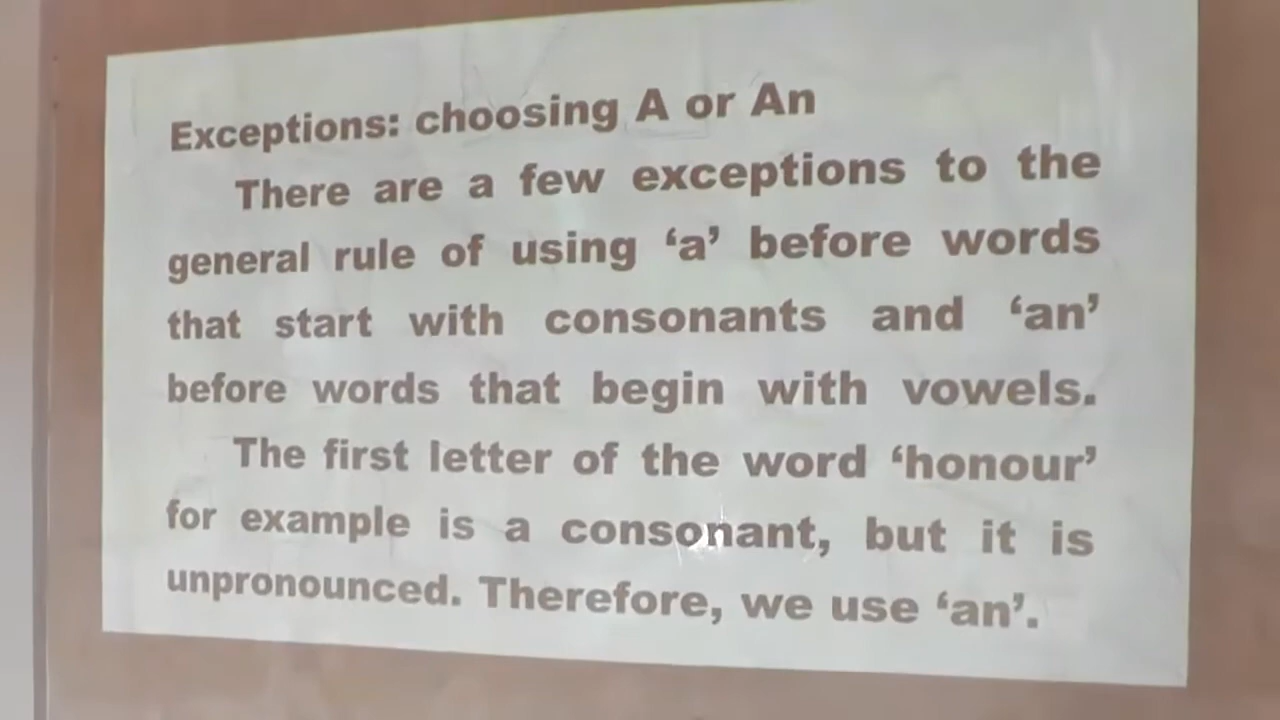 Exceptions: choosing A or An
There are a few exceptions to the
general rule of using ‘a’ before words
that start with consonants and ‘an’
before words that begin with vowels.
The first letter of the word ‘honour’
for example is a consonant, but it is
unpronounced. Therefore, we use ‘an’.